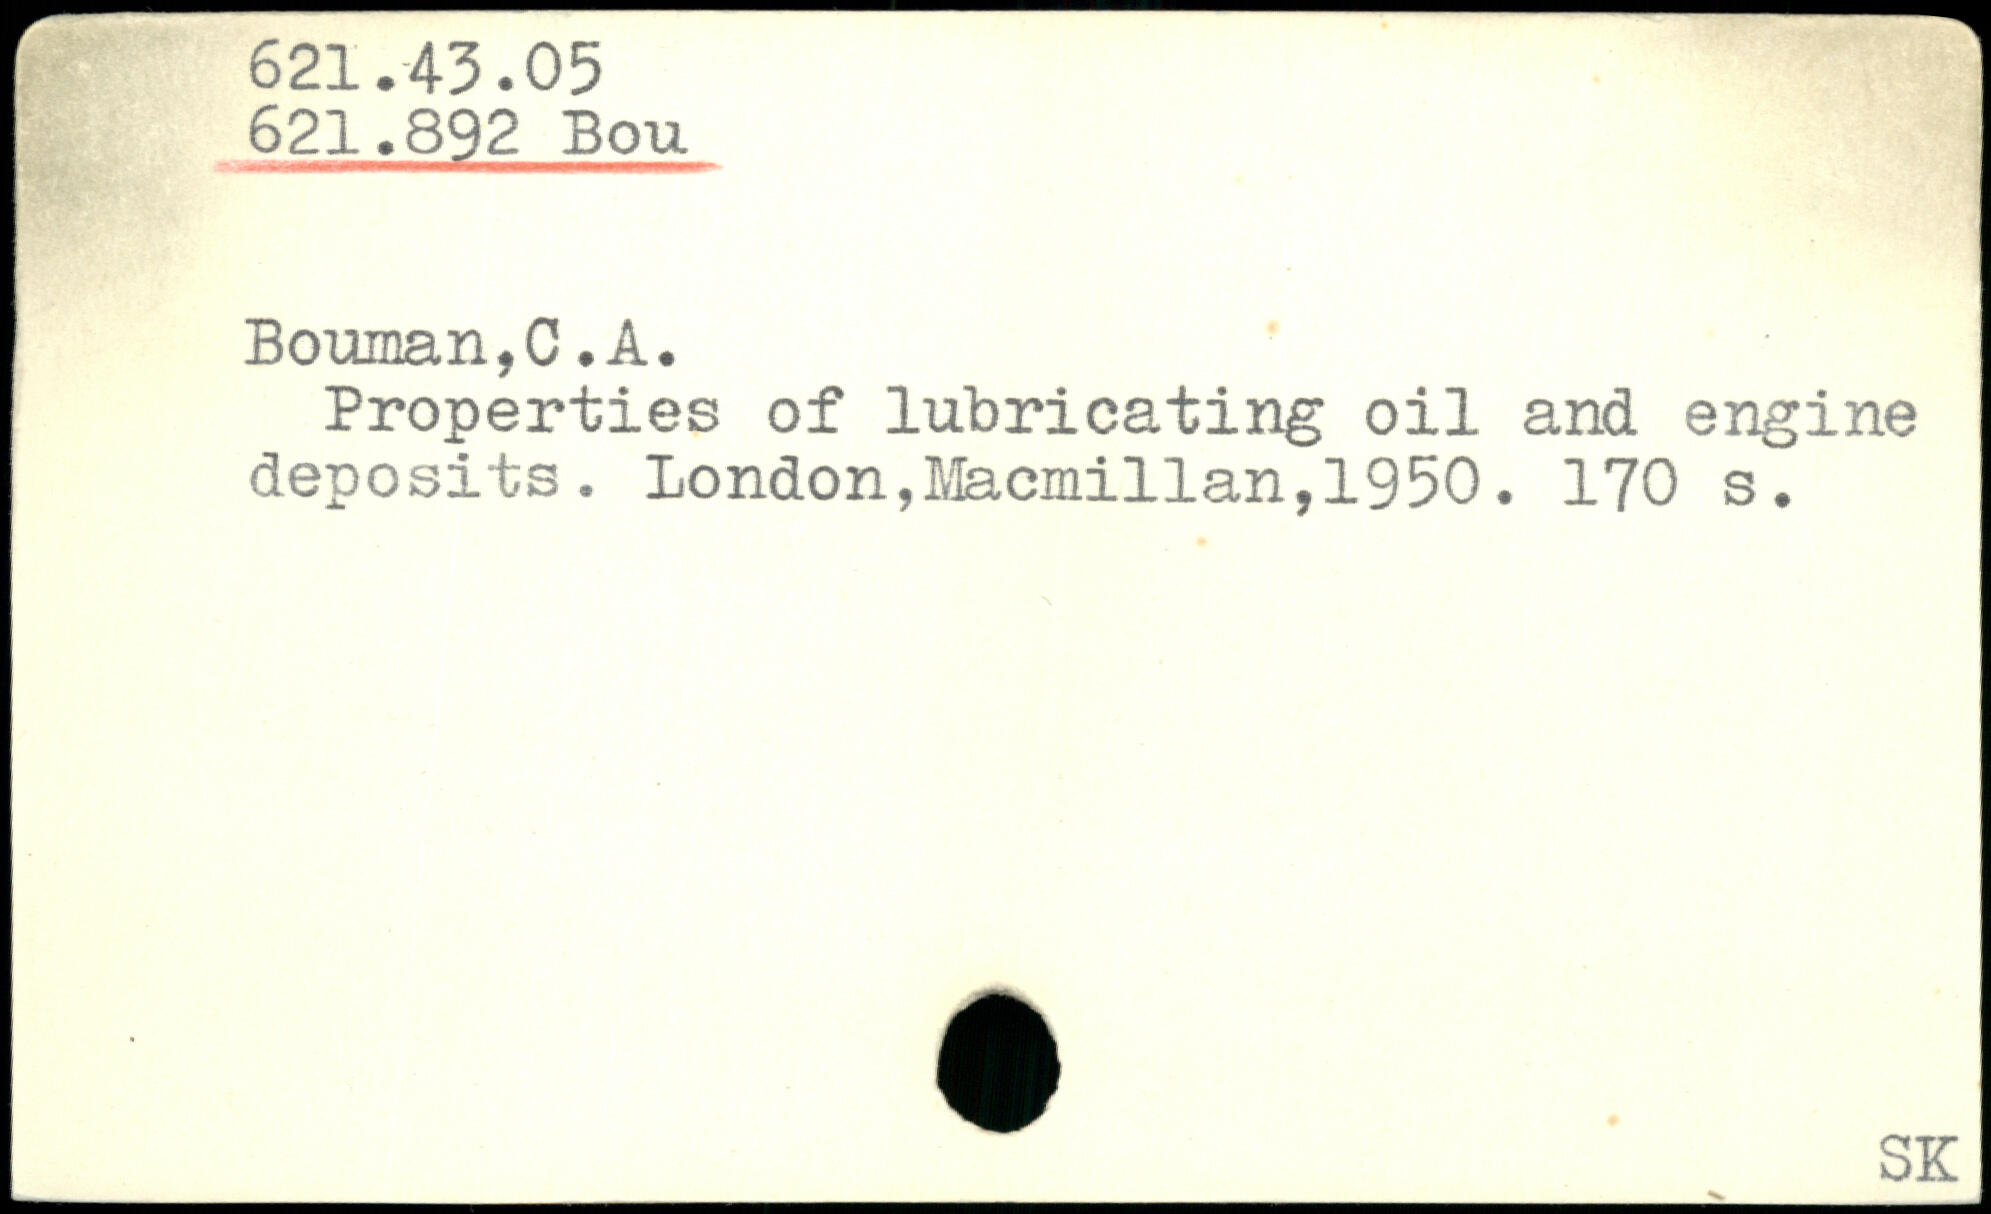 621.43.05
621.892 Bou
Bouman,C.A.
Properties of lubricating oil and engine
deposits. London,Macmillan,1950. 170 s.
SK